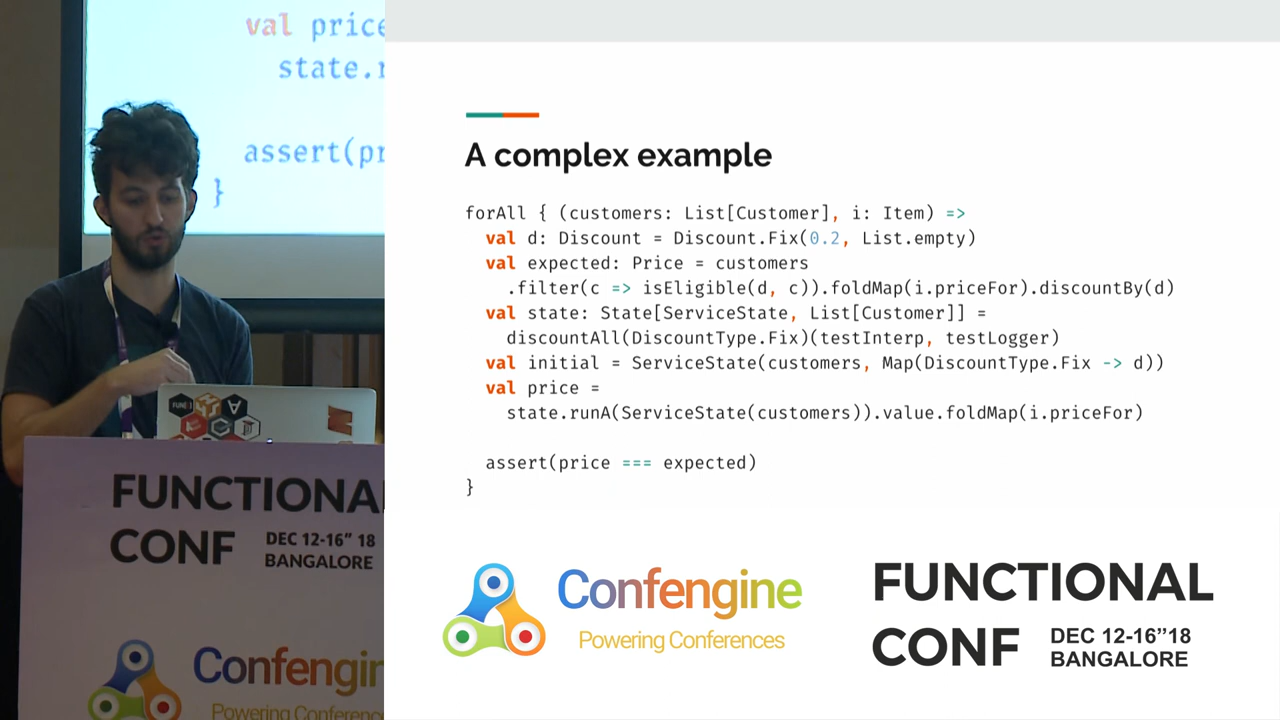 val price
state.r
assert(pr
}
A complex example
forAll { (customers: List[Customer], i: Item) =>
val d: Discount = Discount.Fix(0.2, List.empty)
val expected: Price = customers
.filter(c => isEligible(d, c)).foldMap(i.priceFor).discountBy(d)
val state: State[ServiceState, List[Customer]] =
discountAll(DiscountType.Fix)(testInterp, testLogger)
val initial = ServiceState(customers, Map(DiscountType.Fix -> d))
val price =
state.runA(ServiceState(customers)).value.foldMap(i.priceFor)
assert(price === expected)
}
FUNCTIONAL
CONF
DEC 12-16” 18
BANGALORE
Confengin
Powering Conference
Confengine
Powering Conferences
FUNCTIONAL
CONF
DEC 12-16”18
BANGALORE